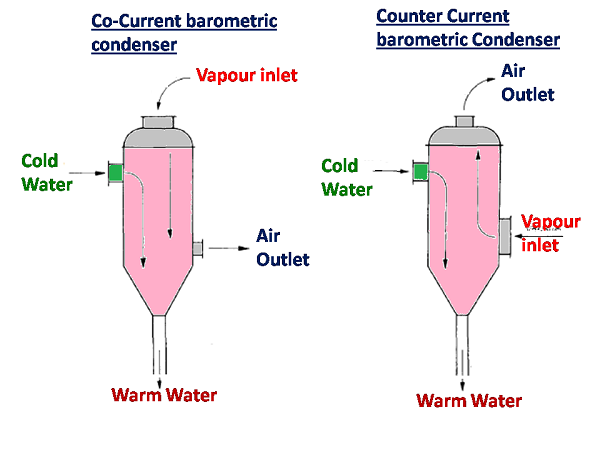 Co-Current barometric
condenser
Vapour inlet
Cold
Water
Air
Outlet
Warm Water
Counter Current
barometric Condenser
Air
Outlet
Cold
Water
Vapour
inlet
Warm Water